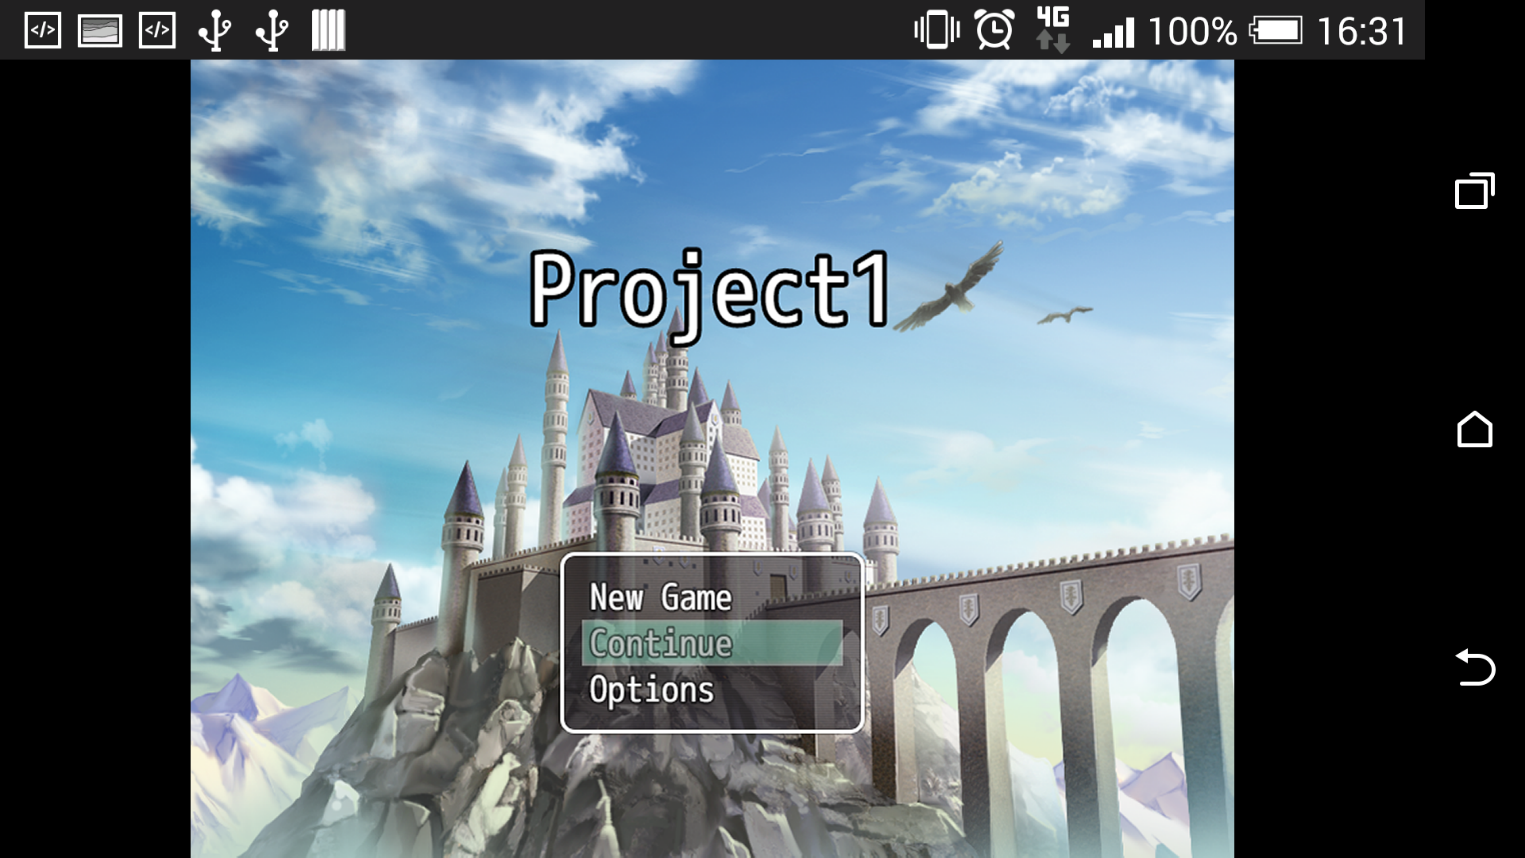 </> </> 4G 100% 16:31
Project1
New Game
Continue
Options